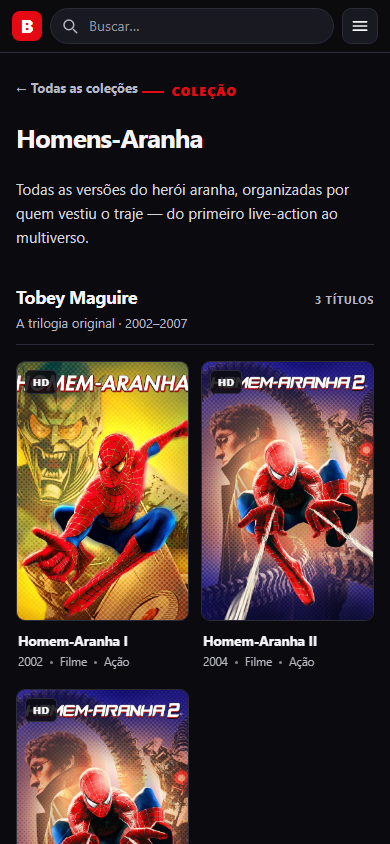 B
Buscar...
← Todas as coleções
COLEÇÃO
Homens-Aranha
Todas as versões do herói aranha, organizadas por
quem vestiu o traje — do primeiro live-action ao
multiverso.
Tobey Maguire
3 TÍTULOS
A trilogia original · 2002–2007
HD
HOMEM-ARANHA
HD
HOMEM-ARANHA 2
Homem-Aranha I
2002 • Filme • Ação
Homem-Aranha II
2004 • Filme • Ação
HD
HOMEM-ARANHA 2